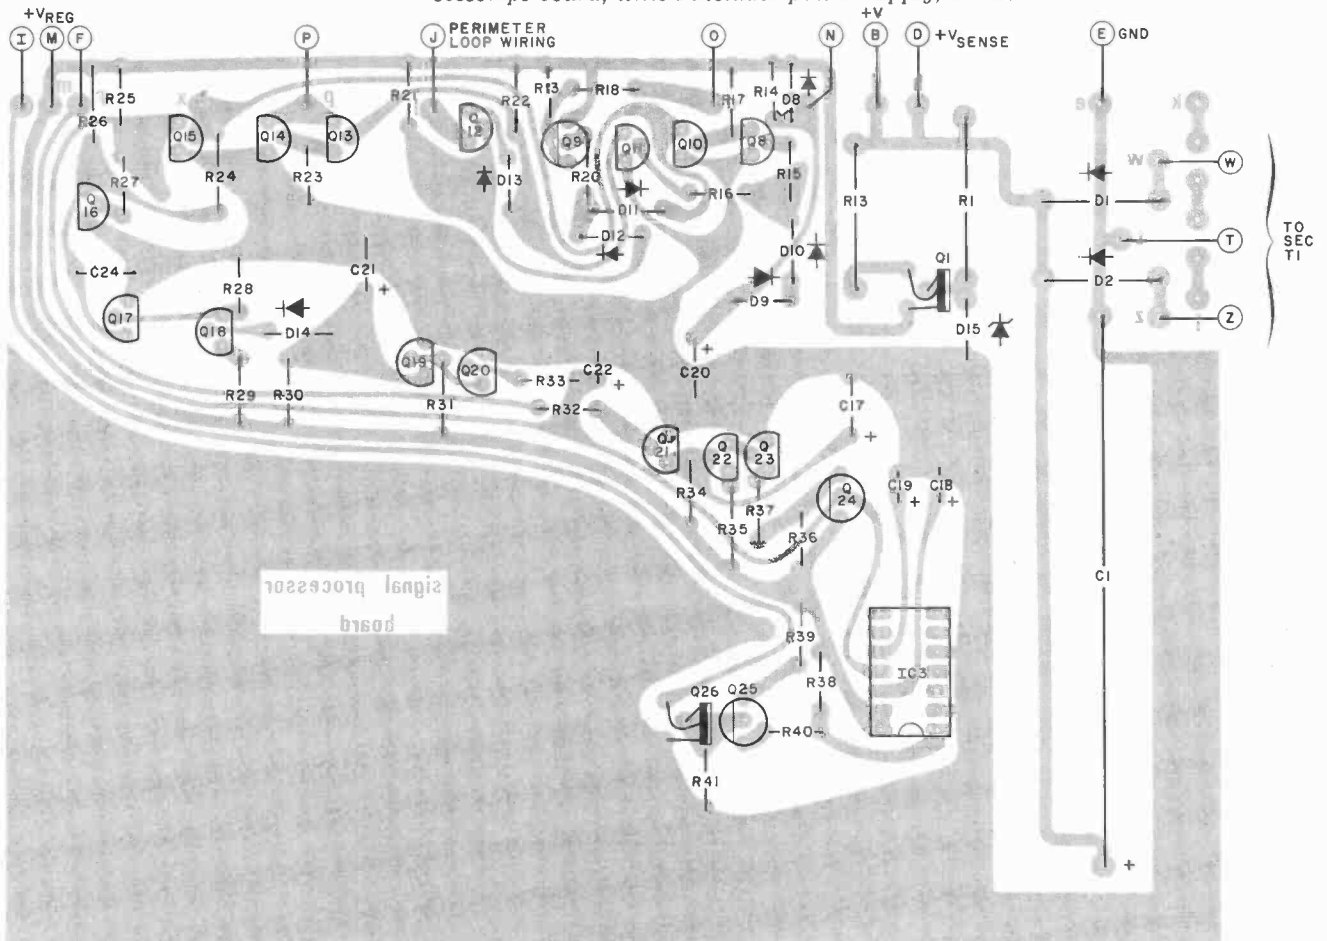 +VREG
I M F P J PERIMETER LOOP WIRING O N +V B D +VSENSE E GND
R26 R25 R21 R22 R13 R18 R17 R14 D8
Q15 Q14 Q13 Q12 Q9 Q11 Q10 Q8
R27 R24 R23 D13 R20 R16 R15 R13 R1 D1 W
Q16 D11
D12 D10 T
TO SEC T1
C24 C21 Q1
R28 D9 D2
Q17 Q18 D14 D15 Z
Q19 Q20 C22 C20
R29 R30 R31 R33 R32 C17
Q21 Q22 Q23
R34 Q24 C19 C18
R35 R37 R36
signal processor
board
C1
R39 IC3
R38
Q26 Q25
R40
R41
+